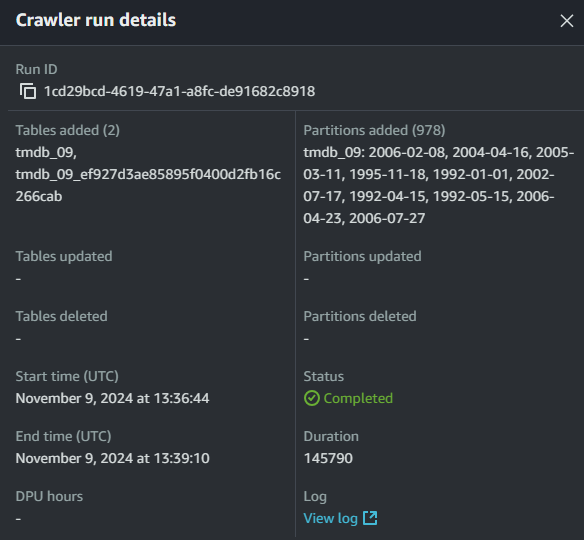 Crawler run details
Run ID
1cd29bcd-4619-47a1-a8fc-de91682c8918
Tables added (2)
tmdb_09,
tmdb_09_ef927d3ae85895f0400d2fb16c
266cab
Partitions added (978)
tmdb_09: 2006-02-08, 2004-04-16, 2005-
03-11, 1995-11-18, 1992-01-01, 2002-
07-17, 1992-04-15, 1992-05-15, 2006-
04-23, 2006-07-27
Tables updated
-
Partitions updated
-
Tables deleted
-
Partitions deleted
-
Start time (UTC)
November 9, 2024 at 13:36:44
Status
Completed
End time (UTC)
November 9, 2024 at 13:39:10
Duration
145790
DPU hours
-
Log
View log